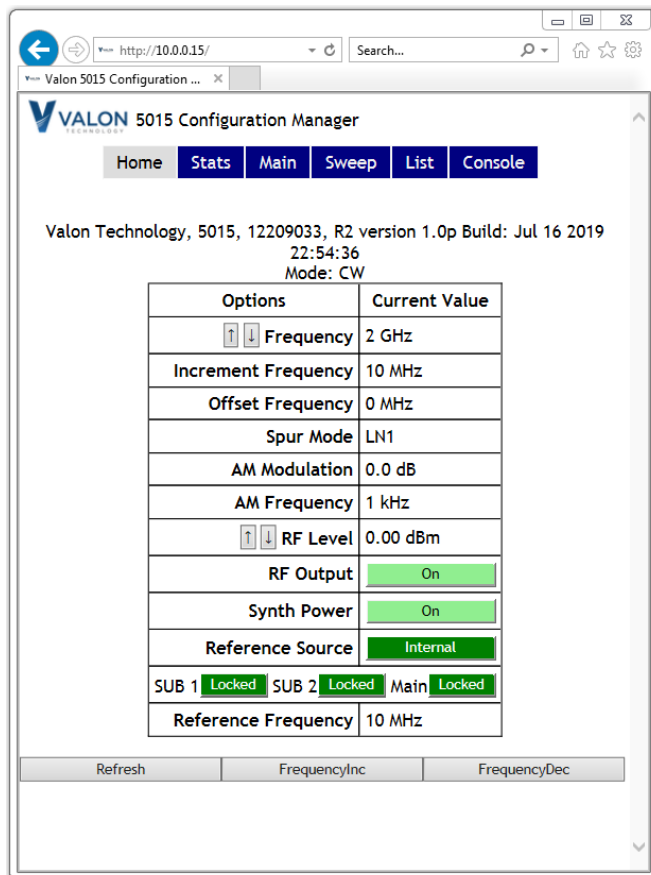 http://10.0.0.15/
Search...
Valon 5015 Configuration ...
VALON 5015 Configuration Manager
TECHNOLOGY
Home Stats Main Sweep List Console
Valon Technology, 5015, 12209033, R2 version 1.0p Build: Jul 16 2019
22:54:36
Mode: CW
Options Current Value
↑ ↓ Frequency 2 GHz
Increment Frequency 10 MHz
Offset Frequency 0 MHz
Spur Mode LN1
AM Modulation 0.0 dB
AM Frequency 1 kHz
↑ ↓ RF Level 0.00 dBm
RF Output On
Synth Power On
Reference Source Internal
SUB 1 Locked SUB 2 Locked Main Locked
Reference Frequency 10 MHz
Refresh FrequencyInc FrequencyDec